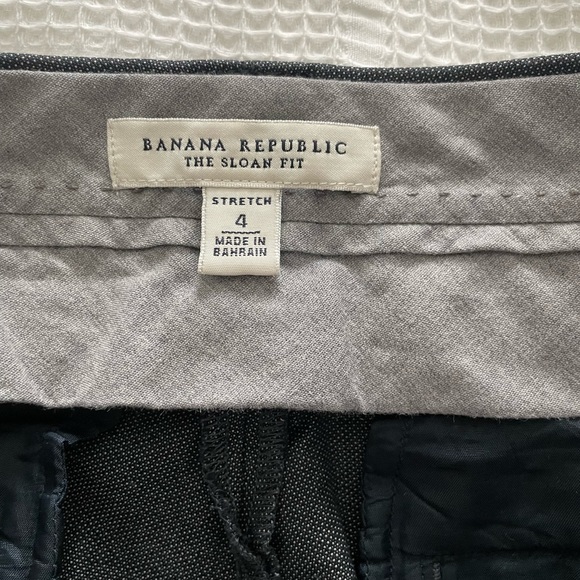 BANANA REPUBLIC
THE SLOAN FIT
STRETCH
4
MADE IN
BAHRAIN